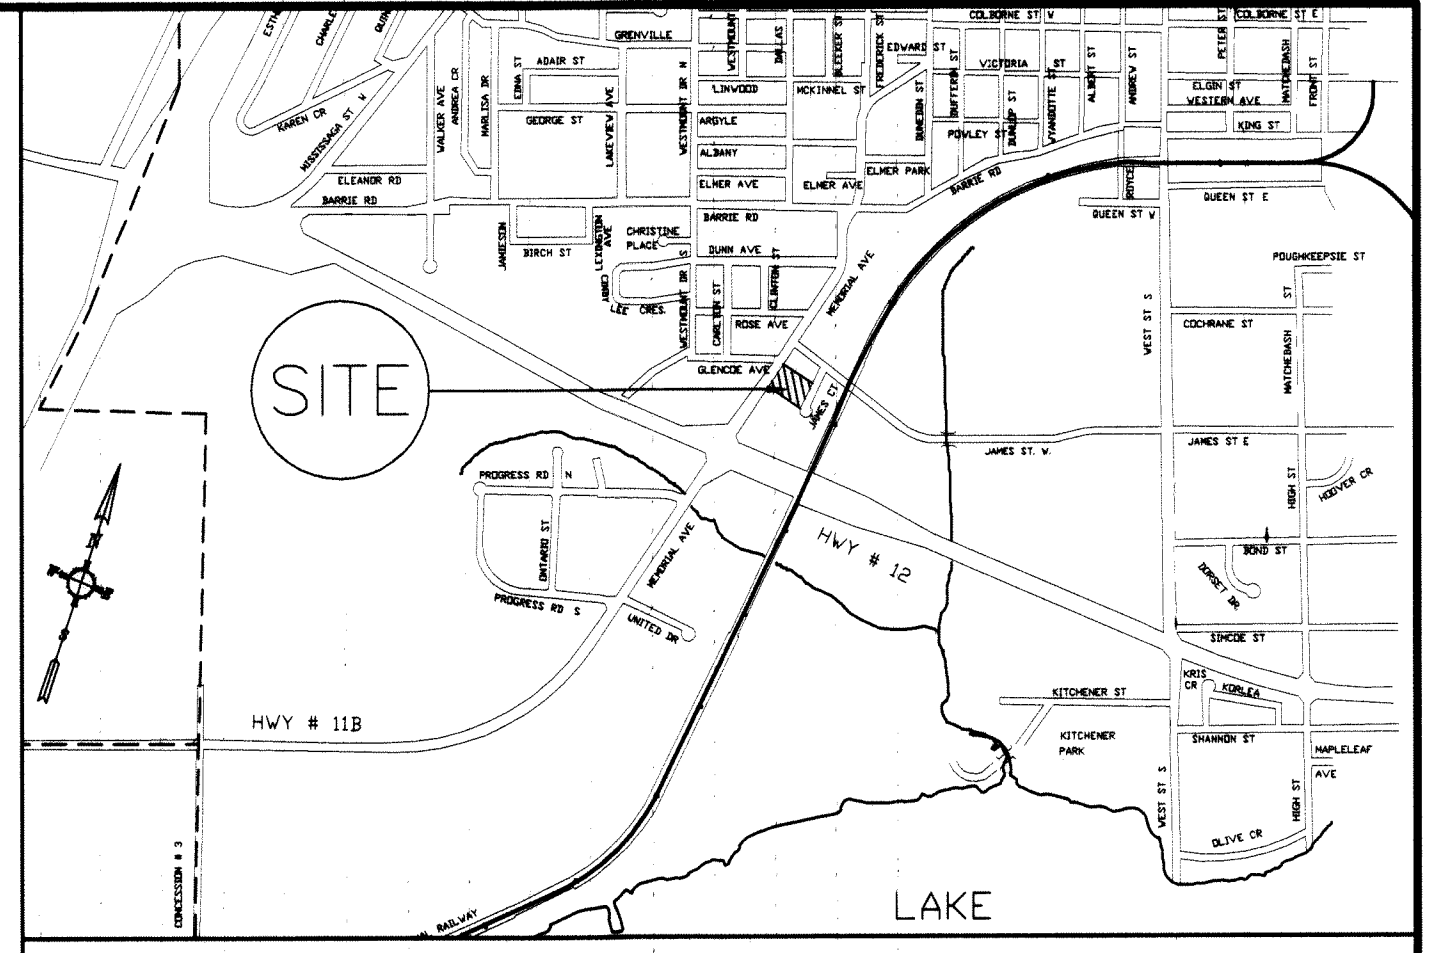 COLBORNE ST W
COLBORNE ST E
GRENVILLE
WESTMOUNT
DALLAS
BLEEKER ST
FREDERICK ST
EDWARD ST
VICTORIA ST
ALBERT ST
ANDREW ST
PETER ST
MATCHEDASH
FRONT ST
ADAIR ST
EDNA ST
MARLISA DR
ANDREA CR
WALKER AVE
KAREN CR
MISSISSAGA ST W
GEORGE ST
LAKEVIEW AVE
WESTMOUNT DR N
LINWOOD
MCKINNEL ST
DUFFERIN ST
DUNEDIN ST
DUNLOP ST
WYANDOTTE ST
ELGIN ST
WESTERN AVE
KING ST
ARGYLE
POWLEY ST
ALBANY
ELEANOR RD
ELMER AVE
ELMER AVE
ELMER PARK
BARRIE RD
BARRIE RD
BARRIE RD
BRYCE
QUEEN ST E
QUEEN ST W
JAMIESON
BIRCH ST
LEXINGTON AVE
CHRISTINE
PLACE
DUNN AVE
MEMORIAL AVE
POUGHKEEPSIE ST
LEE CRES.
WESTMOUNT DR S
CARLTON ST
CLINTON ST
ROSE AVE
WEST ST S
COCHRANE ST
MATCHEDASH ST
GLENCOE AVE
SITE
JAMES CT
JAMES ST. W.
JAMES ST E
PROGRESS RD N
HIGH ST
HOOVER CR
ONTARIO ST
MEMORIAL AVE
HWY # 12
BOND ST
DORSET DR.
N
S
PROGRESS RD S
UNITED DR
SIMCOE ST
KRIS
CR
KORLEA
KITCHENER ST
HWY # 11B
KITCHENER
PARK
SHANNON ST
MAPLELEAF
AVE
WEST ST S
HIGH ST
OLIVE CR
CONCESSION # 3
LAKE
RAILWAY